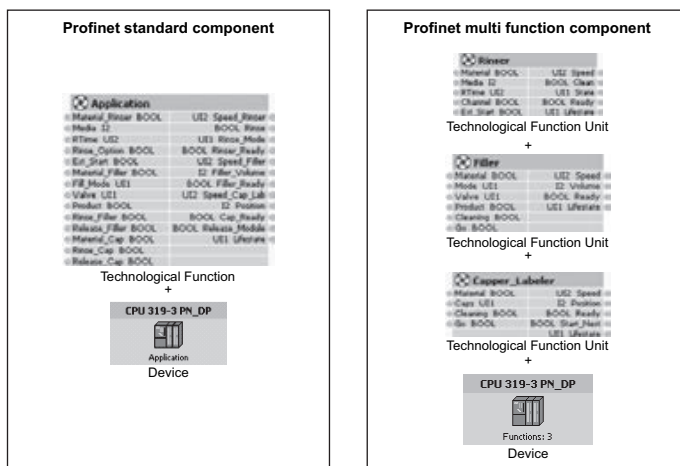 Profinet standard component
Application
Material_Rinser BOOL UI2 Speed_Rinser
Media I2 BOOL Rinse
RTime UI2 UI1 Rinse_Mode
Rinse_Option BOOL BOOL Rinser_Ready
Ext_Start BOOL UI2 Speed_Filler
Material_Filler BOOL I2 Filler_Volume
Fill_Mode UI1 BOOL Filler_Ready
Valve UI1 UI2 Speed_Cap_Lab
Product BOOL I2 Position
Rinse_Filler BOOL BOOL Cap_Ready
Release_Filler BOOL BOOL Release_Module
Material_Cap BOOL UI1 Lifestate
Rinse_Cap BOOL
Release_Cap BOOL
Technological Function
+
CPU 319-3 PN_DP
Application
Device
Profinet multi function component
Rinser
Material BOOL UI2 Speed
Media I2 BOOL Clean
RTime UI2 UI1 State
Channel BOOL BOOL Ready
Ext_Start BOOL UI1 Lifestate
Technological Function Unit
+
Filler
Material BOOL UI2 Speed
Mode UI1 I2 Volume
Valve UI1 BOOL Ready
Product BOOL UI1 Lifestate
Cleaning BOOL
Go BOOL
Technological Function Unit
+
Capper_Labeler
Material BOOL UI2 Speed
Caps UI1 I2 Position
Cleaning BOOL BOOL Ready
Go BOOL BOOL Start_Next
UI1 Lifestate
Technological Function Unit
+
CPU 319-3 PN_DP
Functions: 3
Device